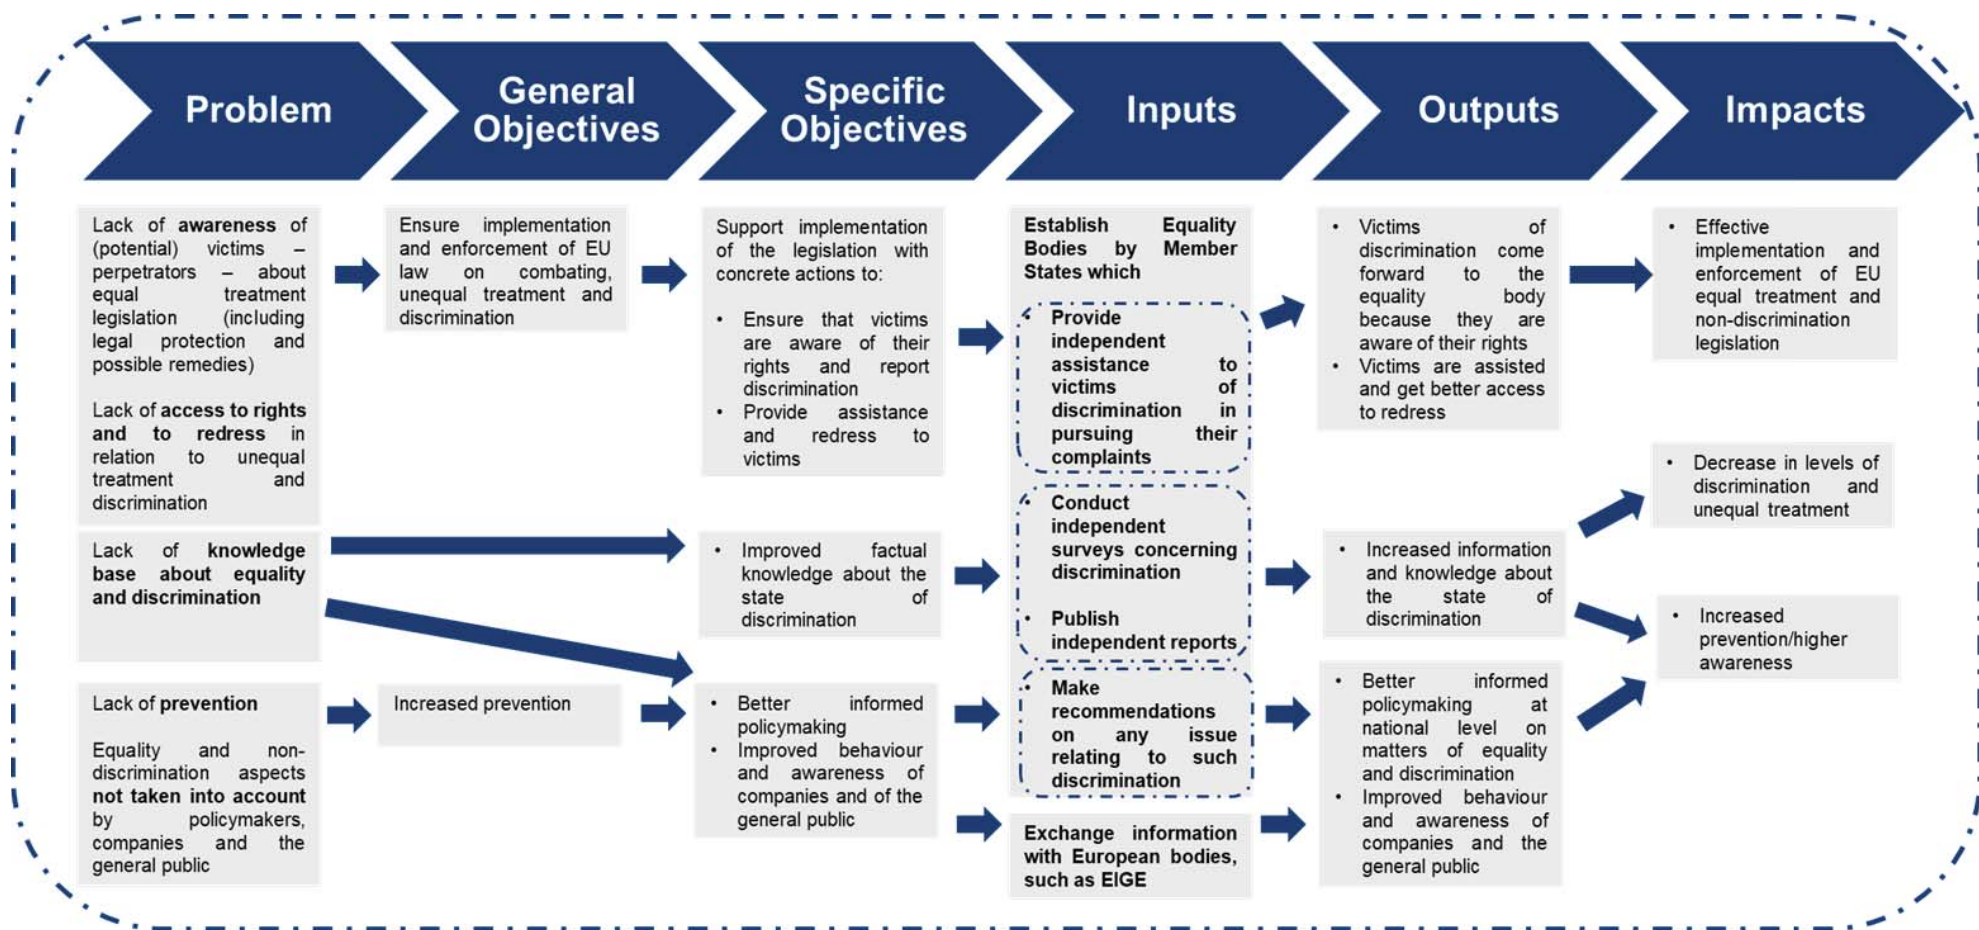 Problem
General
Objectives
Specific
Objectives
Inputs
Outputs
Impacts
Lack of awareness of
(potential) victims –
perpetrators – about
equal treatment
legislation (including
legal protection and
possible remedies)
Lack of access to rights
and to redress in
relation to unequal
treatment and
discrimination
Lack of knowledge
base about equality
and discrimination
Lack of prevention
Equality and non-
discrimination aspects
not taken into account
by policymakers,
companies and the
general public
Ensure implementation
and enforcement of EU
law on combating,
unequal treatment and
discrimination
Increased prevention
Support implementation
of the legislation with
concrete actions to:
• Ensure that victims
are aware of their
rights and report
discrimination
• Provide assistance
and redress to
victims
• Improved factual
knowledge about the
state of
discrimination
• Better informed
policymaking
• Improved behaviour
and awareness of
companies and of the
general public
Establish Equality
Bodies by Member
States which
• Provide
independent
assistance to
victims of
discrimination in
pursuing their
complaints
• Conduct
independent
surveys concerning
discrimination
• Publish
independent reports
• Make
recommendations
on any issue
relating to such
discrimination
Exchange information
with European bodies,
such as EIGE
• Victims of
discrimination come
forward to the
equality body
because they are
aware of their rights
• Victims are assisted
and get better access
to redress
• Increased information
and knowledge about
the state of
discrimination
• Better informed
policymaking at
national level on
matters of equality
and discrimination
• Improved behaviour
and awareness of
companies and the
general public
• Effective
implementation and
enforcement of EU
equal treatment and
non-discrimination
legislation
• Decrease in levels of
discrimination and
unequal treatment
• Increased
prevention/higher
awareness